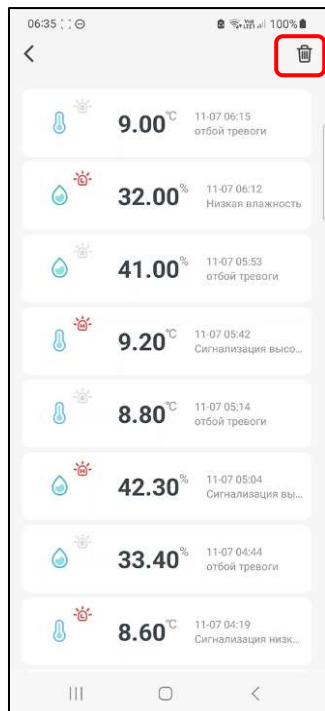 06:35
100%
9.00°C 11-07 06:15
отбой тревоги
32.00% 11-07 06:12
Низкая влажность
41.00% 11-07 05:53
отбой тревоги
9.20°C 11-07 05:42
Сигнализация высо...
8.80°C 11-07 05:14
отбой тревоги
42.30% 11-07 05:04
Сигнализация вы...
33.40% 11-07 04:44
отбой тревоги
8.60°C 11-07 04:19
Сигнализация низк...